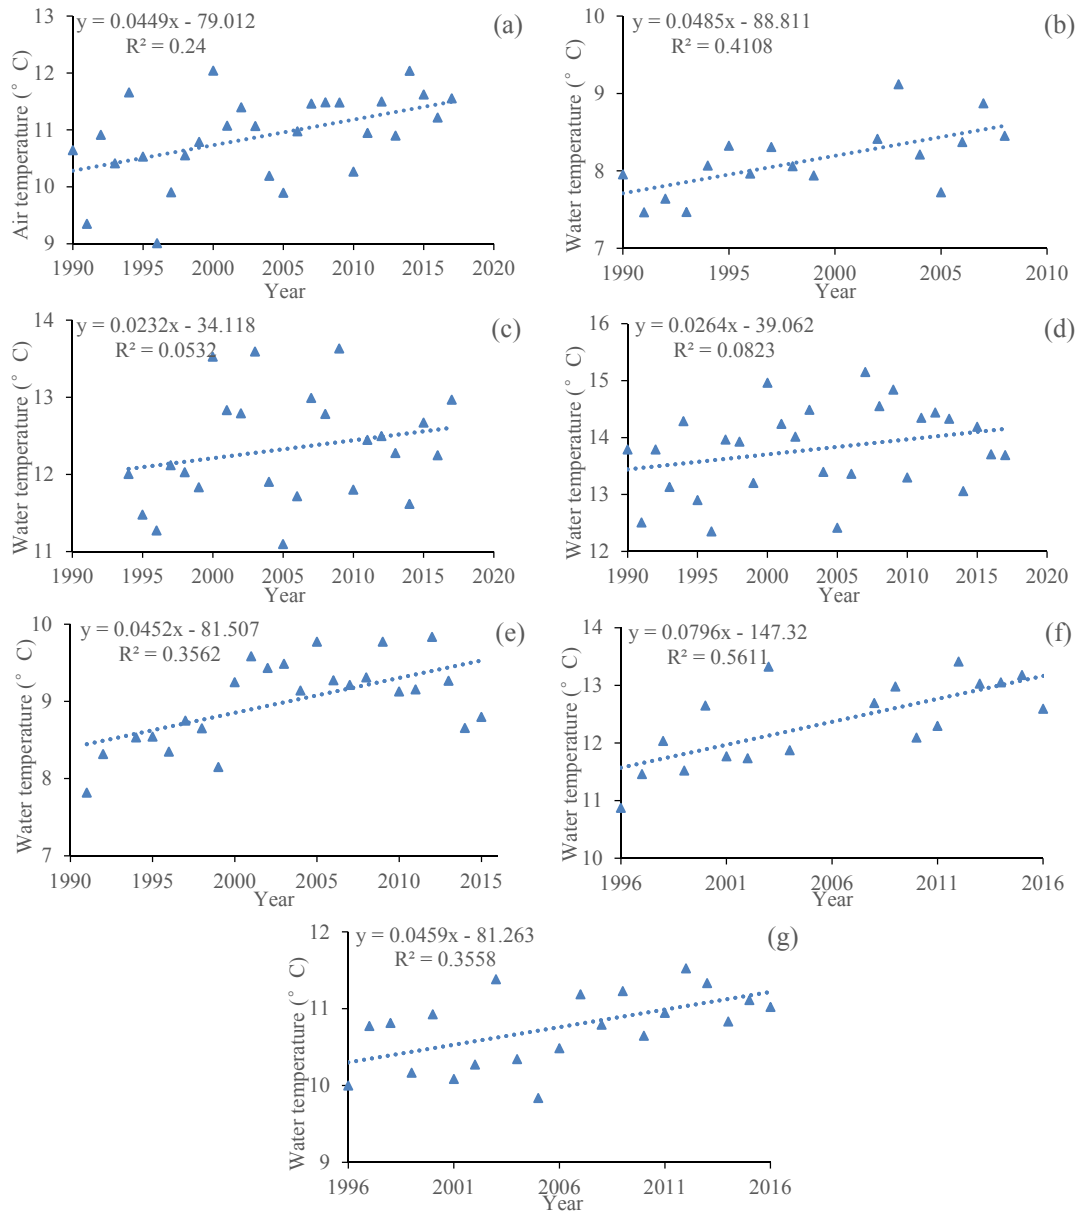 y = 0.0449x - 79.012
R² = 0.24
(a)
Air temperature (° C)
13
12
11
10
9
1990 1995 2000 2005 2010 2015 2020
Year
y = 0.0485x - 88.811
R² = 0.4108
(b)
Water temperature (° C)
10
9
8
7
1990 1995 2000 2005 2010
Year
y = 0.0232x - 34.118
R² = 0.0532
(c)
Water temperature (° C)
14
13
12
11
1990 1995 2000 2005 2010 2015 2020
Year
y = 0.0264x - 39.062
R² = 0.0823
(d)
Water temperature (° C)
16
15
14
13
12
1990 1995 2000 2005 2010 2015 2020
Year
y = 0.0452x - 81.507
R² = 0.3562
(e)
Water temperature (° C)
10
9
8
7
1990 1995 2000 2005 2010 2015
Year
y = 0.0796x - 147.32
R² = 0.5611
(f)
Water temperature (° C)
14
13
12
11
10
1996 2001 2006 2011 2016
Year
y = 0.0459x - 81.263
R² = 0.3558
(g)
Water temperature (° C)
12
11
10
9
1996 2001 2006 2011 2016
Year